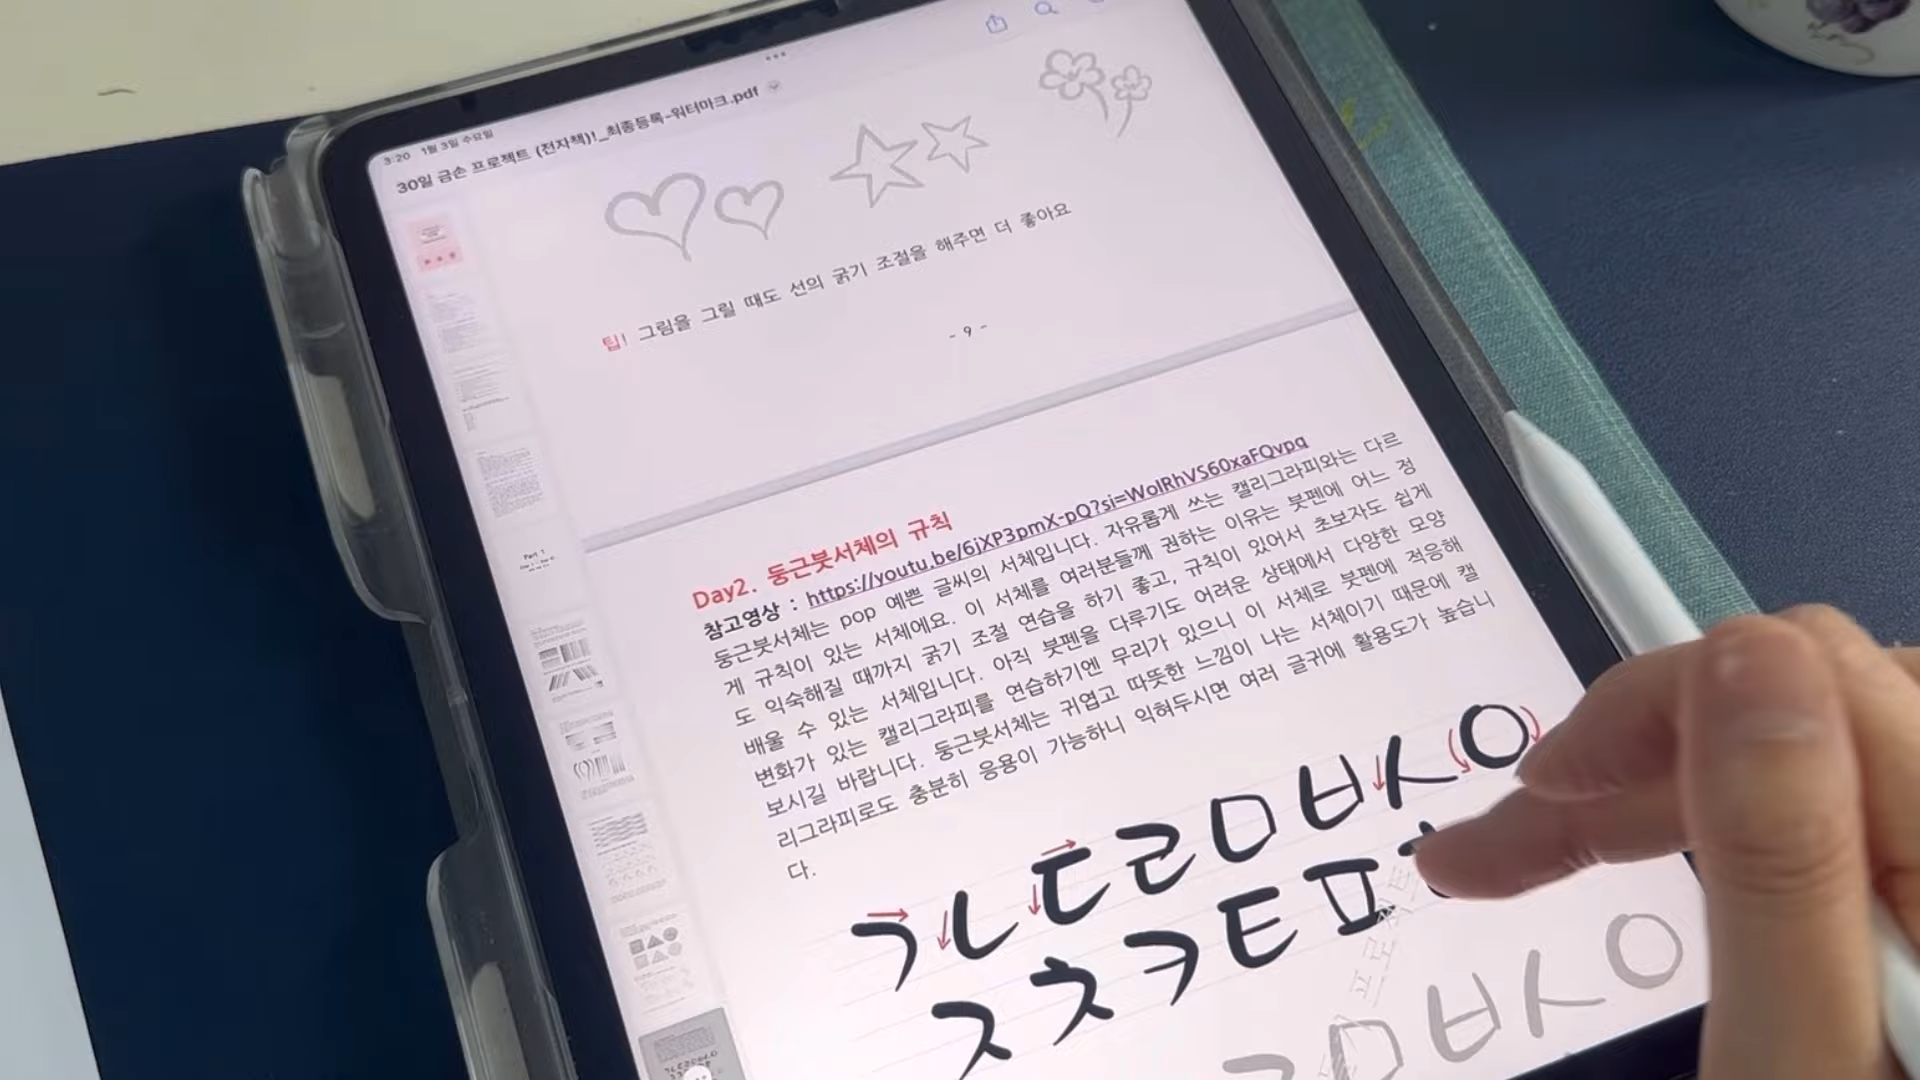 3:20 1월 3일 수요일
30일 금손 프로젝트 (전자책)!_최종등록-워터마크.pdf
팁! 그림을 그릴 때도 선의 굵기 조절을 해주면 더 좋아요
- 9 -
Day2. 둥근붓서체의 규칙
참고영상 : https://youtu.be/6jXP3pmX-pQ?si=WolRhVS60xaFQvpq
둥근붓서체는 pop 예쁜 글씨의 서체입니다. 자유롭게 쓰는 캘리그라피와는 다르
게 규칙이 있는 서체에요. 이 서체를 여러분들께 권하는 이유는 붓펜에 어느 정
도 익숙해질 때까지 굵기 조절 연습을 하기 좋고, 규칙이 있어서 초보자도 쉽게
배울 수 있는 서체입니다. 아직 붓펜을 다루기도 어려운 상태에서 다양한 모양
변화가 있는 캘리그라피를 연습하기엔 무리가 있으니 이 서체로 붓펜에 적응해
보시길 바랍니다. 둥근붓서체는 귀엽고 따뜻한 느낌이 나는 서체이기 때문에 캘
리그라피로도 충분히 응용이 가능하니 익혀두시면 여러 글귀에 활용도가 높습니
다.
ㄱㄴㄷㄹㅁㅂㅅㅇ
ㅈㅊㅋㅌㅍ
ㄹㅁㅂㅅㅇ
Part 1